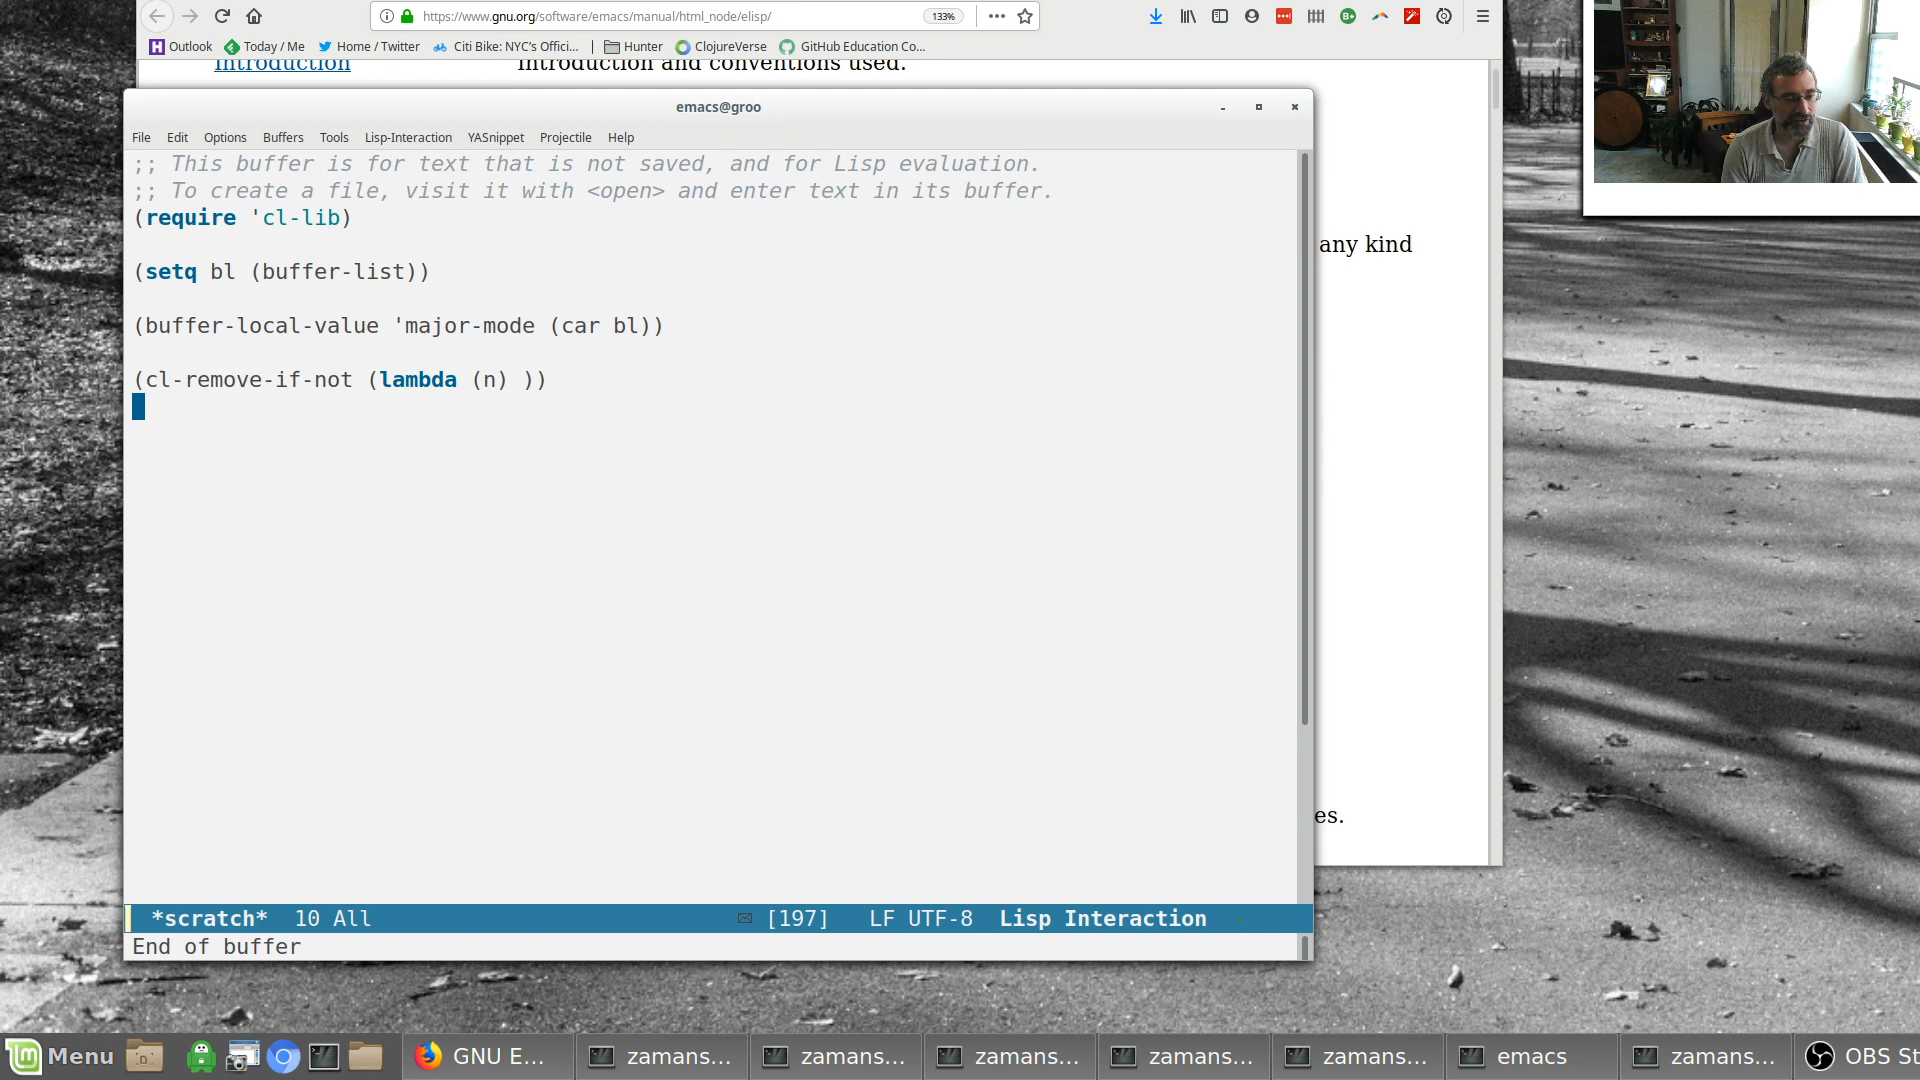 https://www.gnu.org/software/emacs/manual/html_node/elisp/
133%
Outlook
Today / Me
Home / Twitter
Citi Bike: NYC's Offici...
Hunter
ClojureVerse
GitHub Education Co...
Introduction
Introduction and conventions used.
emacs@groo
File Edit Options Buffers Tools Lisp-Interaction YASnippet Projectile Help
;; This buffer is for text that is not saved, and for Lisp evaluation.
;; To create a file, visit it with <open> and enter text in its buffer.
(require 'cl-lib)
(setq bl (buffer-list))
(buffer-local-value 'major-mode (car bl))
(cl-remove-if-not (lambda (n) ))
any kind
es.
*scratch* 10 All [197] LF UTF-8 Lisp Interaction
End of buffer
Menu
GNU E...
zamans...
zamans...
zamans...
zamans...
zamans...
emacs
zamans...
OBS St